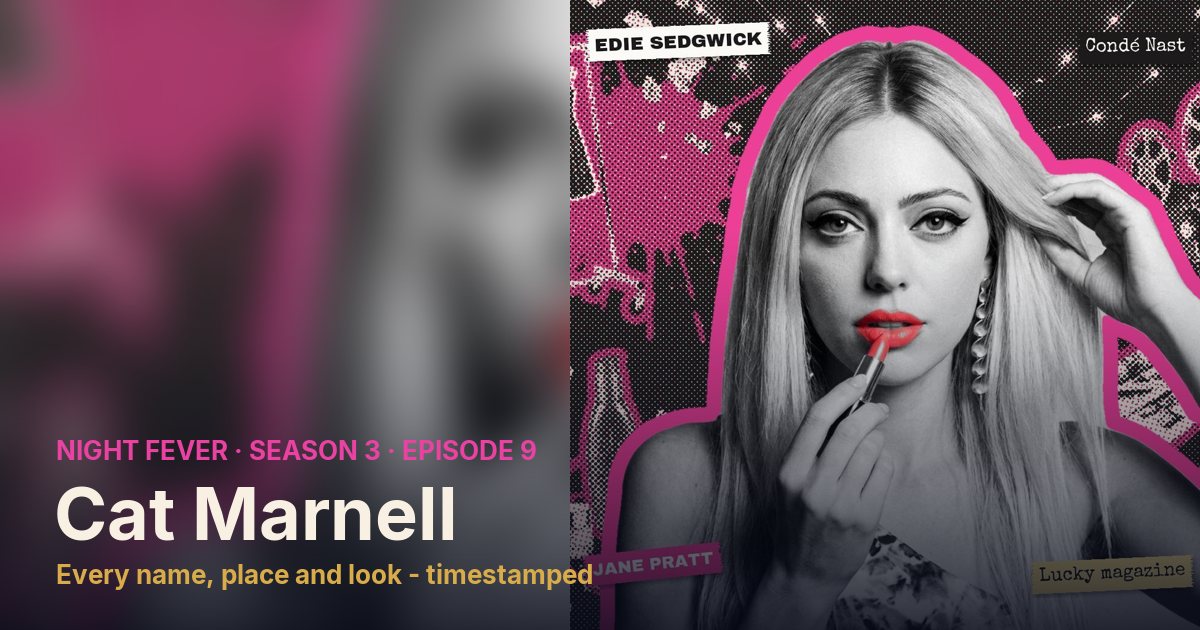 EDIE SEDGWICK
Condé Nast
NIGHT FEVER · SEASON 3 · EPISODE 9
Cat Marnell
Every name, place and look - timestamped
JANE PRATT
Lucky magazine